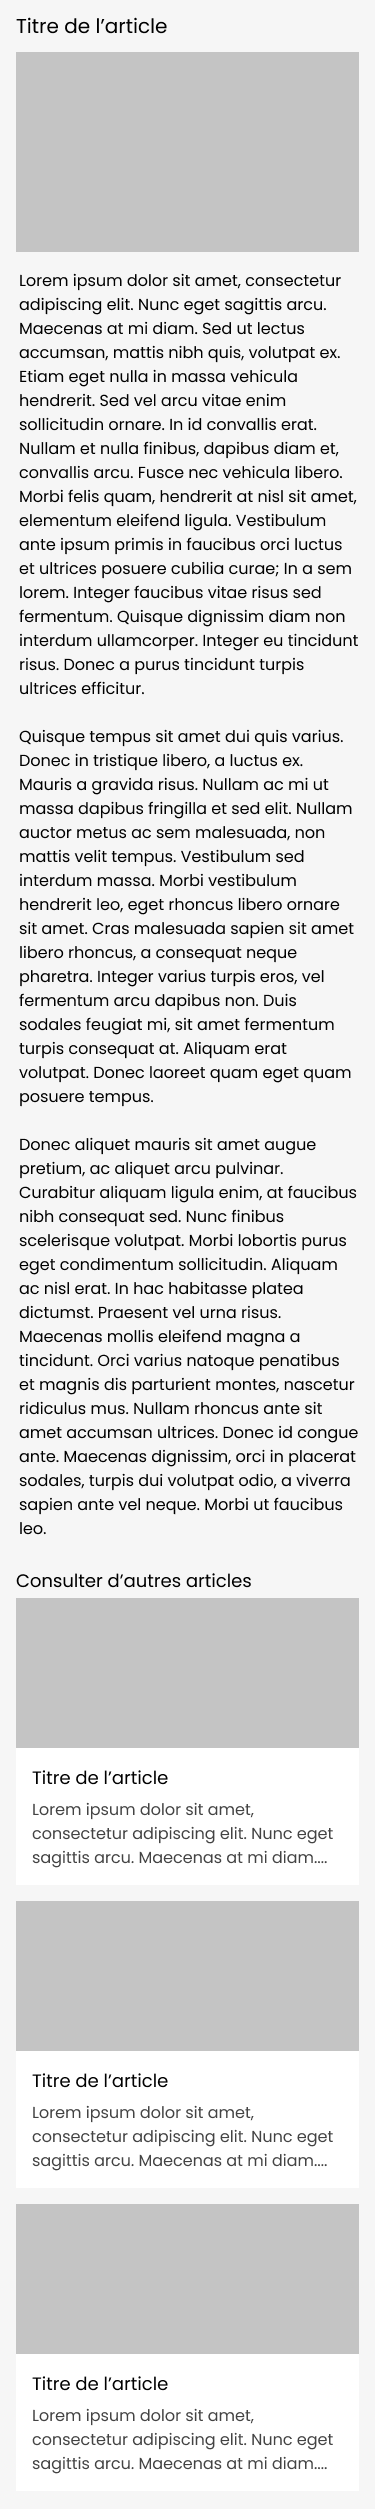 Titre de l’article
Lorem ipsum dolor sit amet, consectetur
adipiscing elit. Nunc eget sagittis arcu.
Maecenas at mi diam. Sed ut lectus
accumsan, mattis nibh quis, volutpat ex.
Etiam eget nulla in massa vehicula
hendrerit. Sed vel arcu vitae enim
sollicitudin ornare. In id convallis erat.
Nullam et nulla finibus, dapibus diam et,
convallis arcu. Fusce nec vehicula libero.
Morbi felis quam, hendrerit at nisl sit amet,
elementum eleifend ligula. Vestibulum
ante ipsum primis in faucibus orci luctus
et ultrices posuere cubilia curae; In a sem
lorem. Integer faucibus vitae risus sed
fermentum. Quisque dignissim diam non
interdum ullamcorper. Integer eu tincidunt
risus. Donec a purus tincidunt turpis
ultrices efficitur.
Quisque tempus sit amet dui quis varius.
Donec in tristique libero, a luctus ex.
Mauris a gravida risus. Nullam ac mi ut
massa dapibus fringilla et sed elit. Nullam
auctor metus ac sem malesuada, non
mattis velit tempus. Vestibulum sed
interdum massa. Morbi vestibulum
hendrerit leo, eget rhoncus libero ornare
sit amet. Cras malesuada sapien sit amet
libero rhoncus, a consequat neque
pharetra. Integer varius turpis eros, vel
fermentum arcu dapibus non. Duis
sodales feugiat mi, sit amet fermentum
turpis consequat at. Aliquam erat
volutpat. Donec laoreet quam eget quam
posuere tempus.
Donec aliquet mauris sit amet augue
pretium, ac aliquet arcu pulvinar.
Curabitur aliquam ligula enim, at faucibus
nibh consequat sed. Nunc finibus
scelerisque volutpat. Morbi lobortis purus
eget condimentum sollicitudin. Aliquam
ac nisl erat. In hac habitasse platea
dictumst. Praesent vel urna risus.
Maecenas mollis eleifend magna a
tincidunt. Orci varius natoque penatibus
et magnis dis parturient montes, nascetur
ridiculus mus. Nullam rhoncus ante sit
amet accumsan ultrices. Donec id congue
ante. Maecenas dignissim, orci in placerat
sodales, turpis dui volutpat odio, a viverra
sapien ante vel neque. Morbi ut faucibus
leo.
Consulter d’autres articles
Titre de l’article
Lorem ipsum dolor sit amet,
consectetur adipiscing elit. Nunc eget
sagittis arcu. Maecenas at mi diam....
Titre de l’article
Lorem ipsum dolor sit amet,
consectetur adipiscing elit. Nunc eget
sagittis arcu. Maecenas at mi diam....
Titre de l’article
Lorem ipsum dolor sit amet,
consectetur adipiscing elit. Nunc eget
sagittis arcu. Maecenas at mi diam....